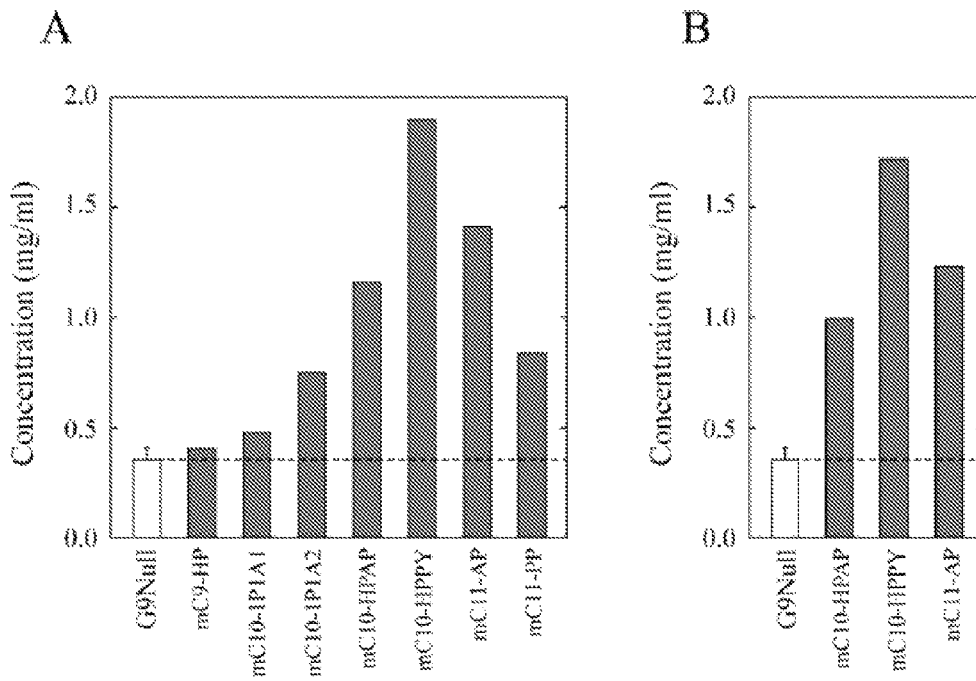 A
Concentration (mg/ml)
2.0
1.5
1.0
0.5
0.0
G9Null
mC9-HP
mC10-IP1A1
mC10-IP1A2
mC10-HPAP
mC10-HPPY
mC11-AP
mC11-PP
B
Concentration (mg/ml)
2.0
1.5
1.0
0.5
0.0
G9Null
mC10-HPAP
mC10-HPPY
mC11-AP